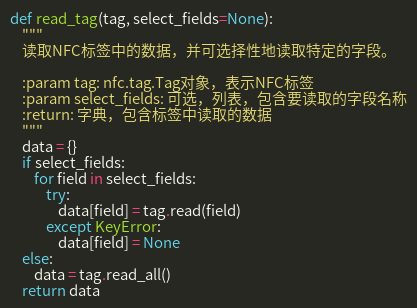 def read_tag(tag, select_fields=None):
    """
    读取NFC标签中的数据，并可选择性地读取特定的字段。

    :param tag: nfc.tag.Tag对象，表示NFC标签
    :param select_fields: 可选，列表，包含要读取的字段名称
    :return: 字典，包含标签中读取的数据
    """
    data = {}
    if select_fields:
        for field in select_fields:
            try:
                data[field] = tag.read(field)
            except KeyError:
                data[field] = None
    else:
        data = tag.read_all()
    return data